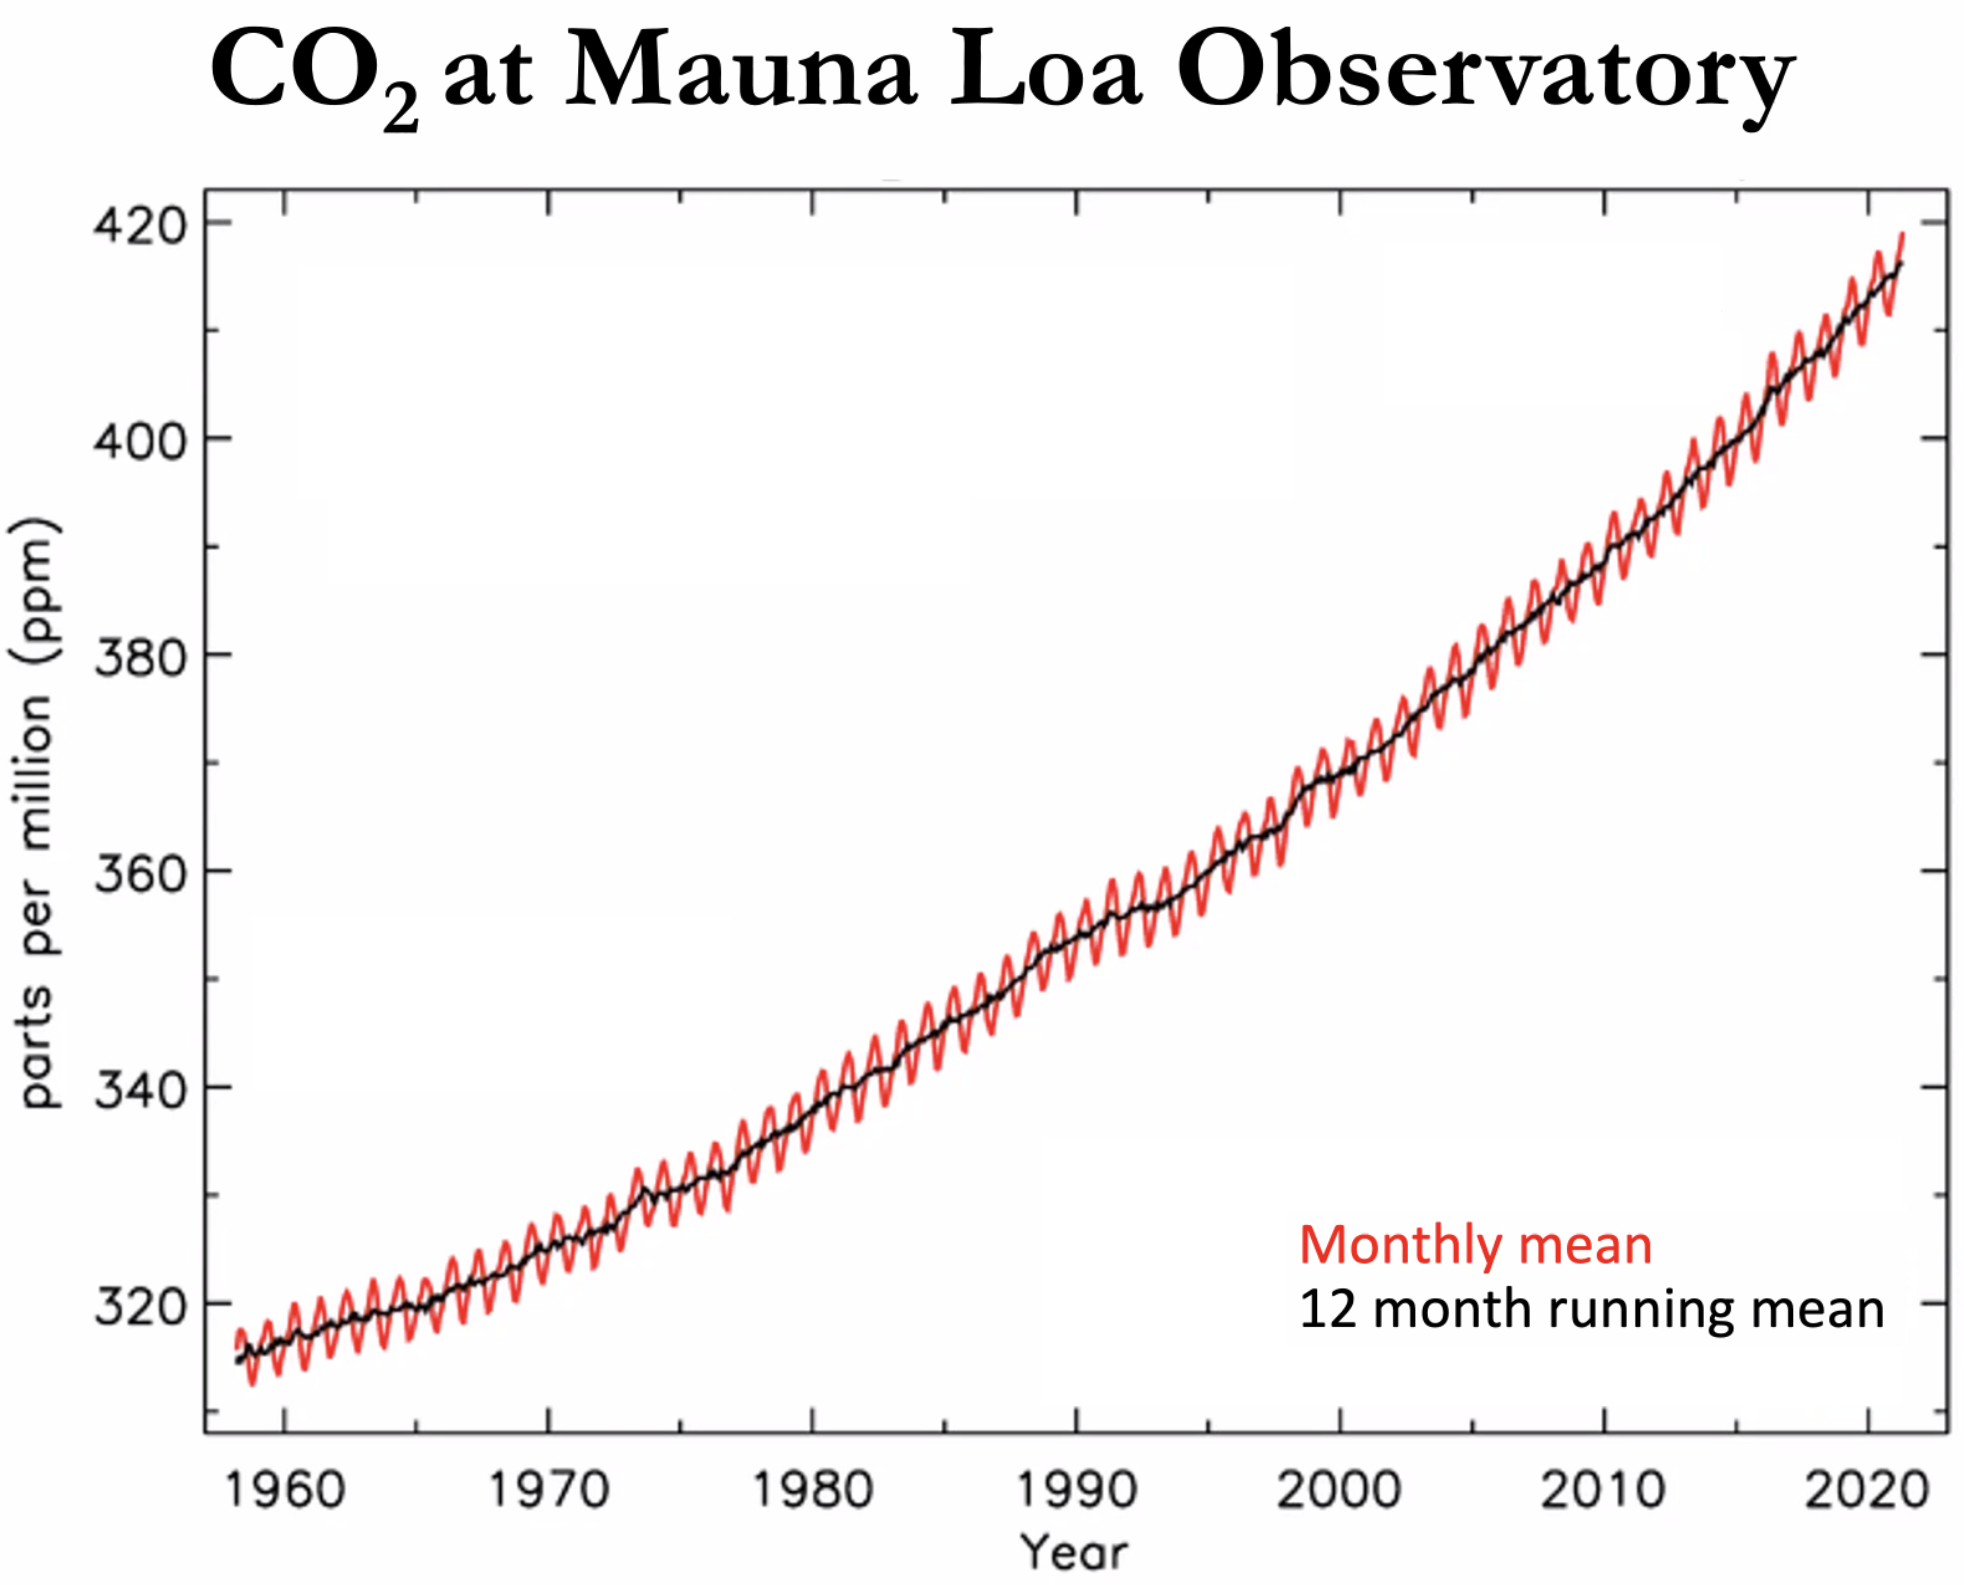 CO₂ at Mauna Loa Observatory
420
400
380
360
340
320
parts per million (ppm)
Monthly mean
12 month running mean
1960 1970 1980 1990 2000 2010 2020
Year